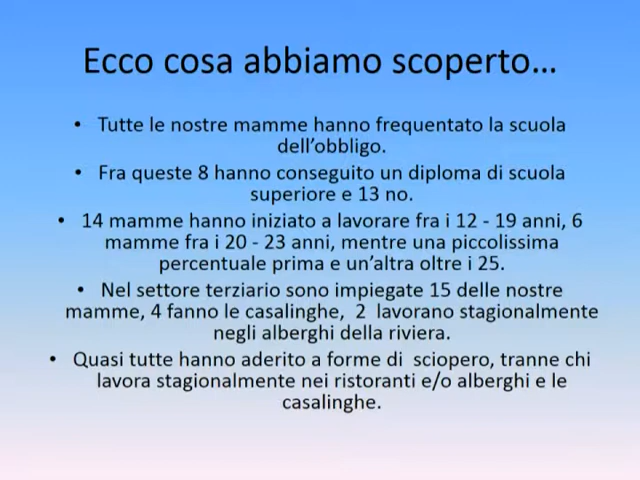 Ecco cosa abbiamo scoperto…
• Tutte le nostre mamme hanno frequentato la scuola
dell’obbligo.
• Fra queste 8 hanno conseguito un diploma di scuola
superiore e 13 no.
• 14 mamme hanno iniziato a lavorare fra i 12 - 19 anni, 6
mamme fra i 20 - 23 anni, mentre una piccolissima
percentuale prima e un’altra oltre i 25.
• Nel settore terziario sono impiegate 15 delle nostre
mamme, 4 fanno le casalinghe, 2 lavorano stagionalmente
negli alberghi della riviera.
• Quasi tutte hanno aderito a forme di sciopero, tranne chi
lavora stagionalmente nei ristoranti e/o alberghi e le
casalinghe.